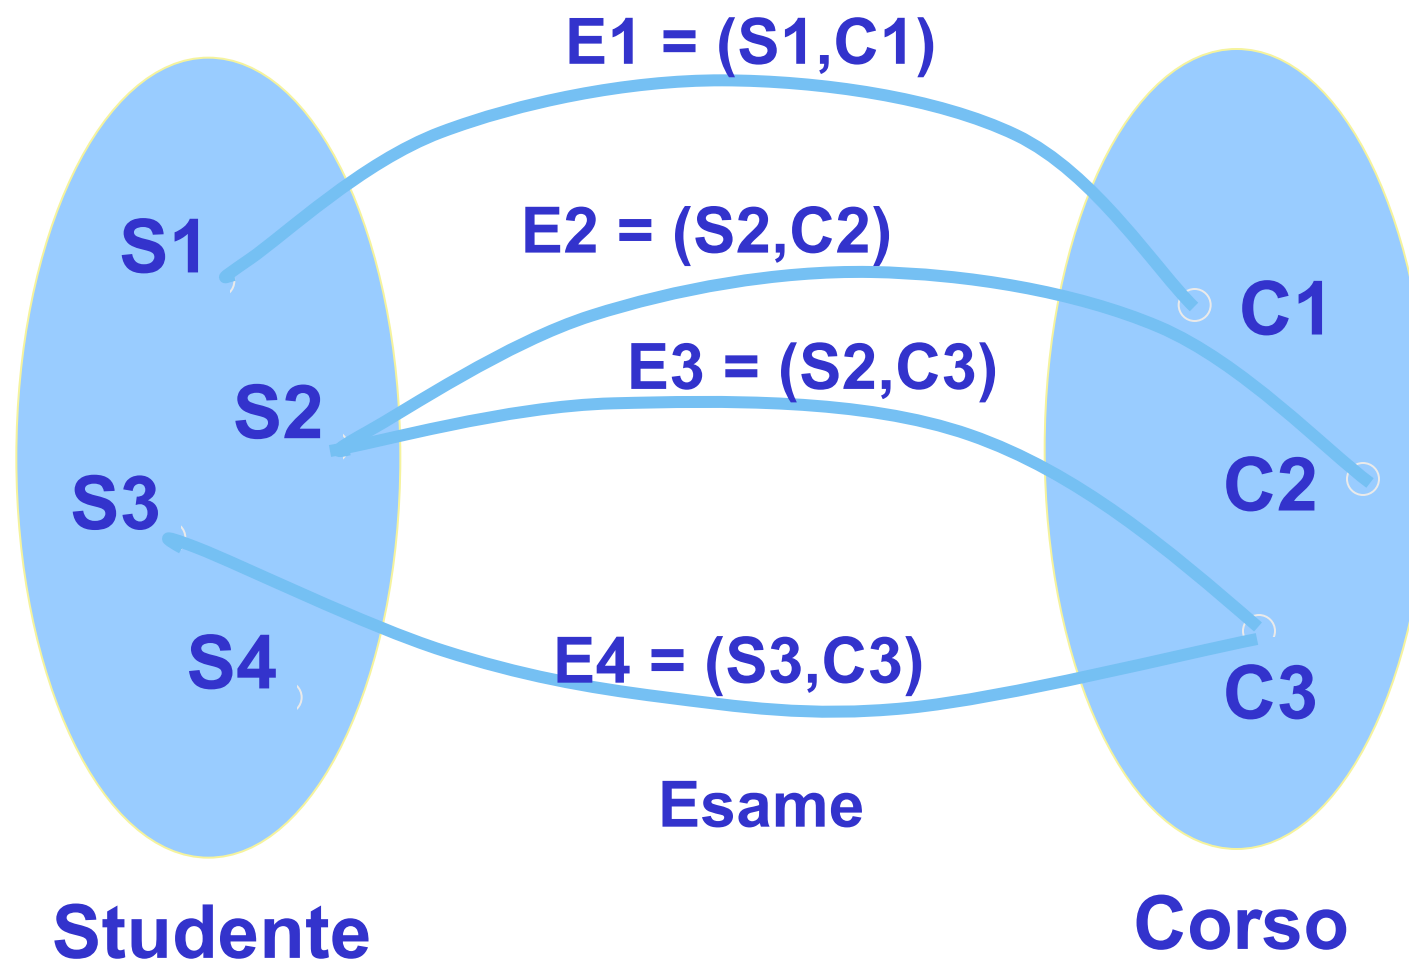 E1 = (S1,C1)
S1
E2 = (S2,C2)
C1
E3 = (S2,C3)
S2
C2
S3
E4 = (S3,C3)
S4
C3
Esame
Studente
Corso